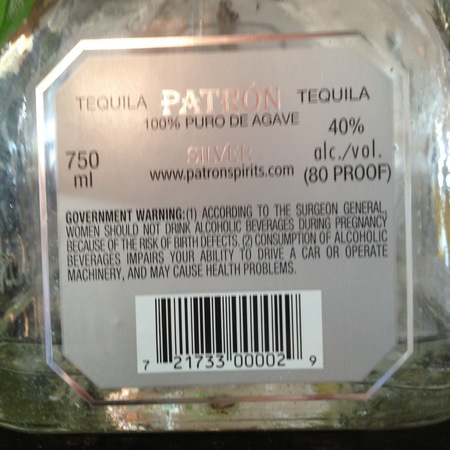 TEQUILA PATRÓN TEQUILA
100% PURO DE AGAVE
40%
alc./vol.
(80 PROOF)
750
ml
SILVER
www.patronspirits.com
GOVERNMENT WARNING:(1) ACCORDING TO THE SURGEON GENERAL,
WOMEN SHOULD NOT DRINK ALCOHOLIC BEVERAGES DURING PREGNANCY
BECAUSE OF THE RISK OF BIRTH DEFECTS. (2) CONSUMPTION OF ALCOHOLIC
BEVERAGES IMPAIRS YOUR ABILITY TO DRIVE A CAR OR OPERATE
MACHINERY, AND MAY CAUSE HEALTH PROBLEMS.
7 21733 00002 9